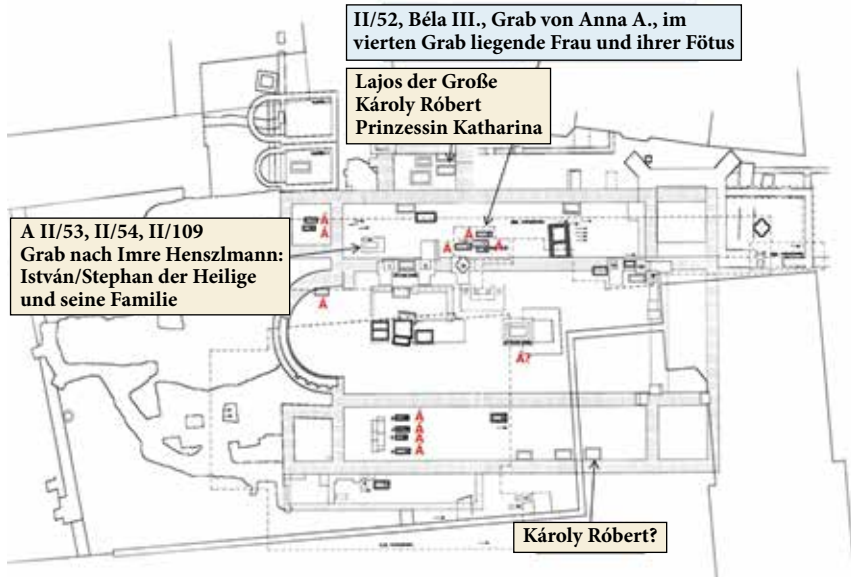 II/52, Béla III., Grab von Anna A., im
vierten Grab liegende Frau und ihrer Fötus
Lajos der Große
Károly Róbert
Prinzessin Katharina
A II/53, II/54, II/109
Grab nach Imre Henszlmann:
István/Stephan der Heilige
und seine Familie
Á
Á
Á
Á
Á
Á
Á?
Á
Á
Á
Á
Károly Róbert?